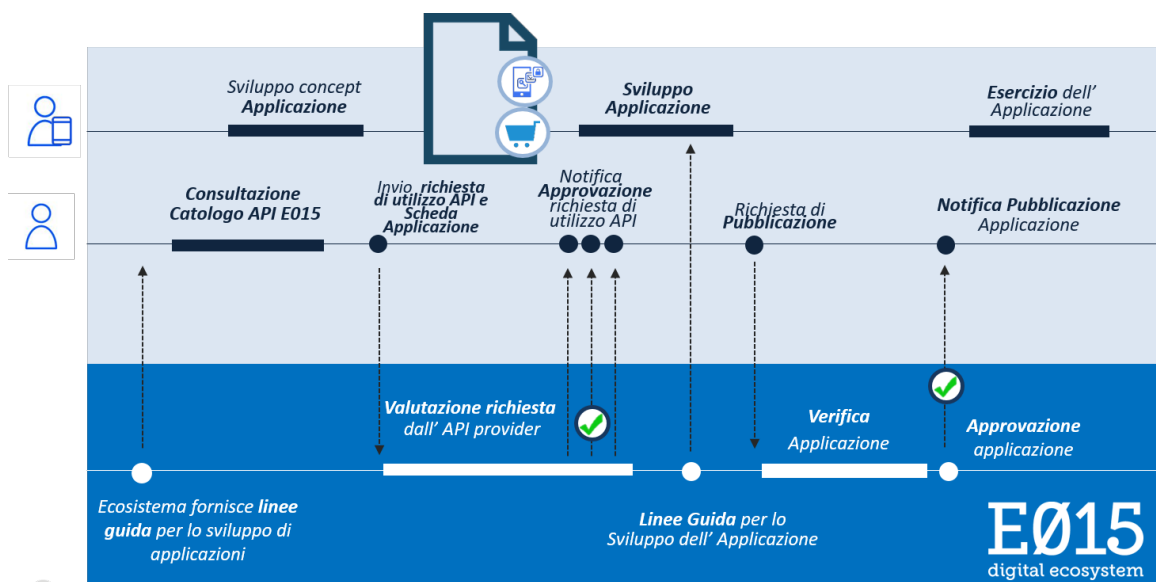 Sviluppo concept
Applicazione
Sviluppo
Applicazione
Esercizio dell'
Applicazione
Consultazione
Catologo API E015
Invio richiesta
di utilizzo API e
Scheda
Applicazione
Notifica
Approvazione
richiesta di
utilizzo API
Richiesta di
Pubblicazione
Notifica Pubblicazione
Applicazione
Valutazione richiesta
dall' API provider
Verifica
Applicazione
Approvazione
applicazione
Ecosistema fornisce linee
guida per lo sviluppo di
applicazioni
Linee Guida per lo
Sviluppo dell' Applicazione
EØ15
digital ecosystem